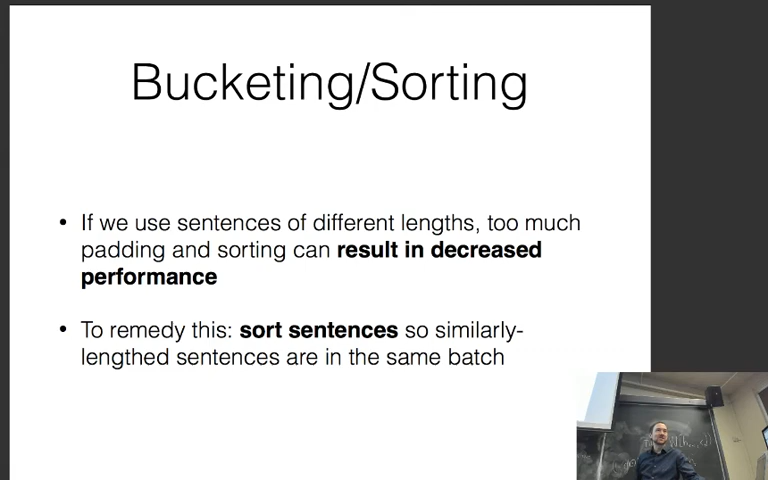 Bucketing/Sorting
• If we use sentences of different lengths, too much
padding and sorting can result in decreased
performance
• To remedy this: sort sentences so similarly-
lengthed sentences are in the same batch